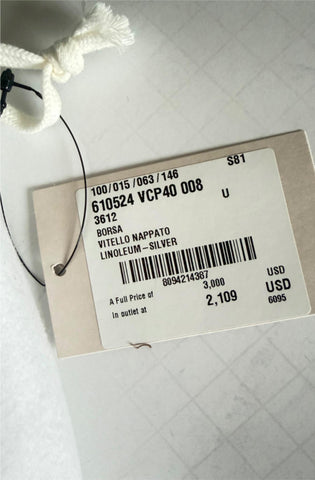 100/015/063/146 S81
610524 VCP40 008 U
3612
BORSA
VITELLO NAPPATO
LINOLEUM-SILVER
8094214387
A Full Price of 3,000 USD
In outlet at 2,109 USD
6095